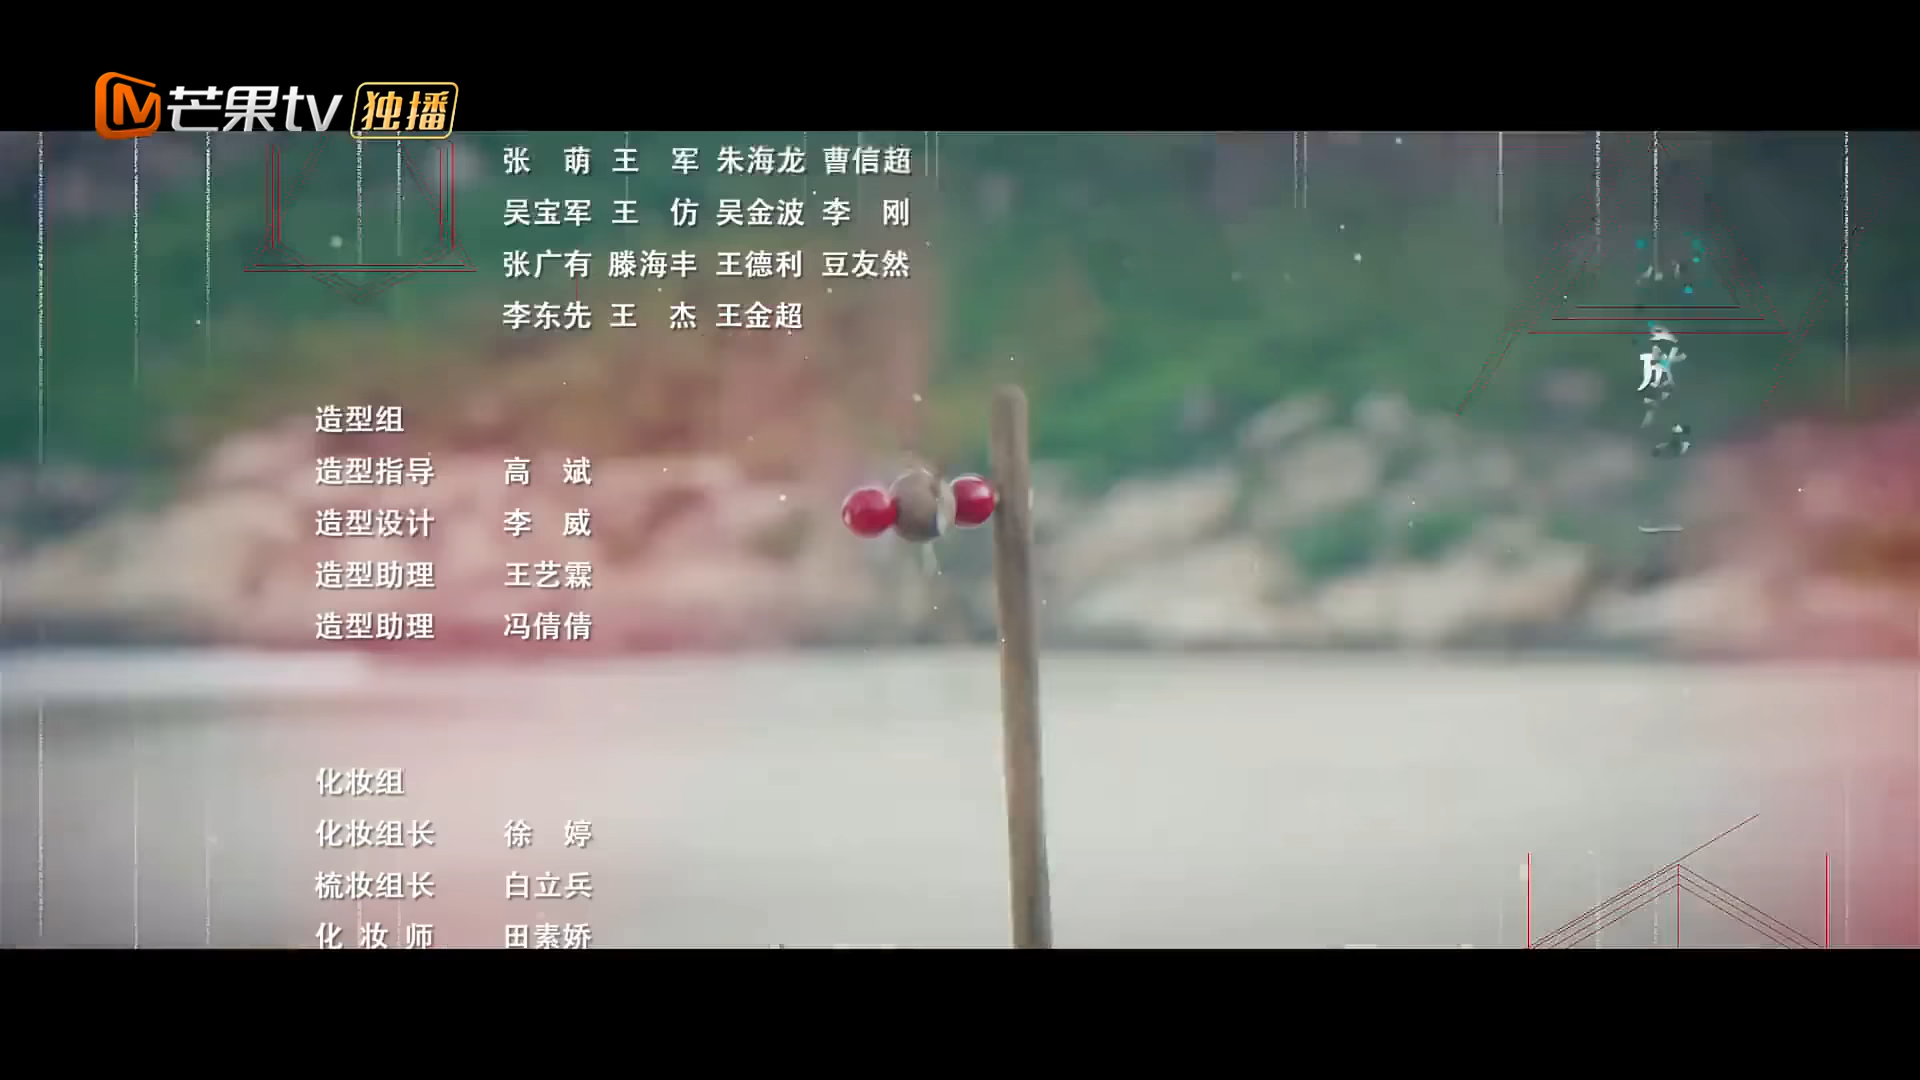 芒果tv 独播
张 萌 王 军 朱海龙 曹信超
吴宝军 王 仿 吴金波 李 刚
张广有 滕海丰 王德利 豆友然
李东先 王 杰 王金超
造型组
造型指导 高 斌
造型设计 李 威
造型助理 王艺霖
造型助理 冯倩倩
化妆组
化妆组长 徐 婷
梳妆组长 白立兵
化 妆 师 田素娇
放